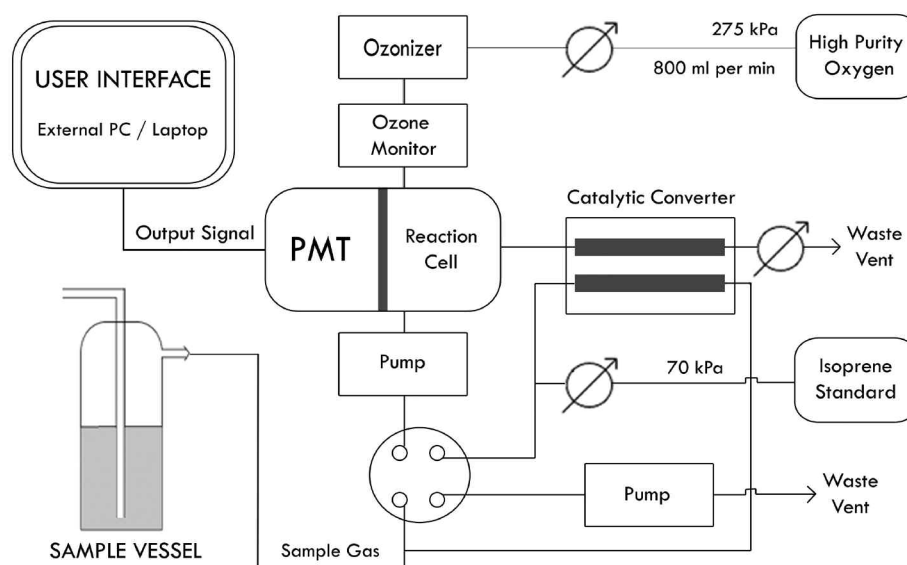 Ozonizer
275 kPa
800 ml per min
High Purity
Oxygen
USER INTERFACE
External PC / Laptop
Ozone
Monitor
Output Signal
PMT
Reaction
Cell
Catalytic Converter
Waste
Vent
Pump
70 kPa
Isoprene
Standard
Pump
Waste
Vent
SAMPLE VESSEL
Sample Gas